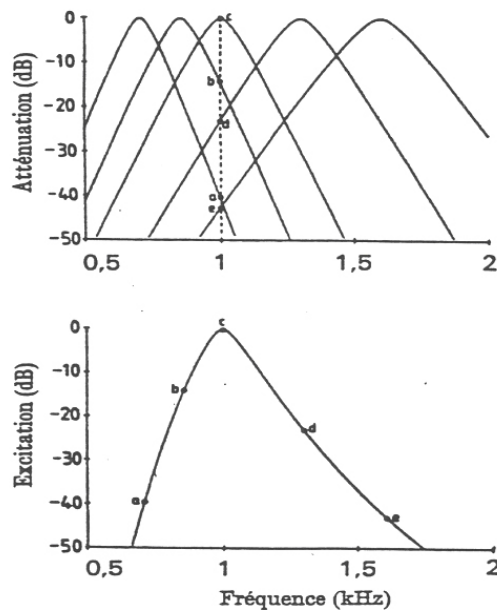 Atténuation (dB)
0
-10
-20
-30
-40
-50
c
b
d
a
e
0,5
1
1,5
2
Excitation (dB)
0
-10
-20
-30
-40
-50
c
b
a
d
e
0,5
1
1,5
2
Fréquence (kHz)